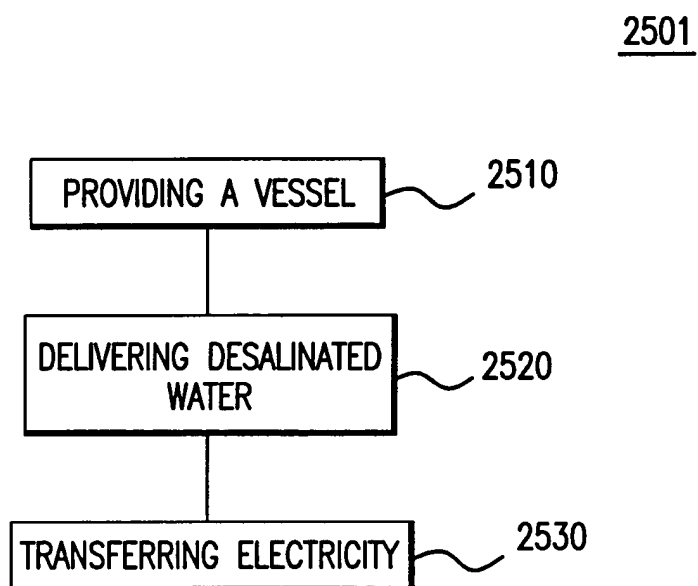 2501
PROVIDING A VESSEL
2510
DELIVERING DESALINATED
WATER
2520
TRANSFERRING ELECTRICITY
2530